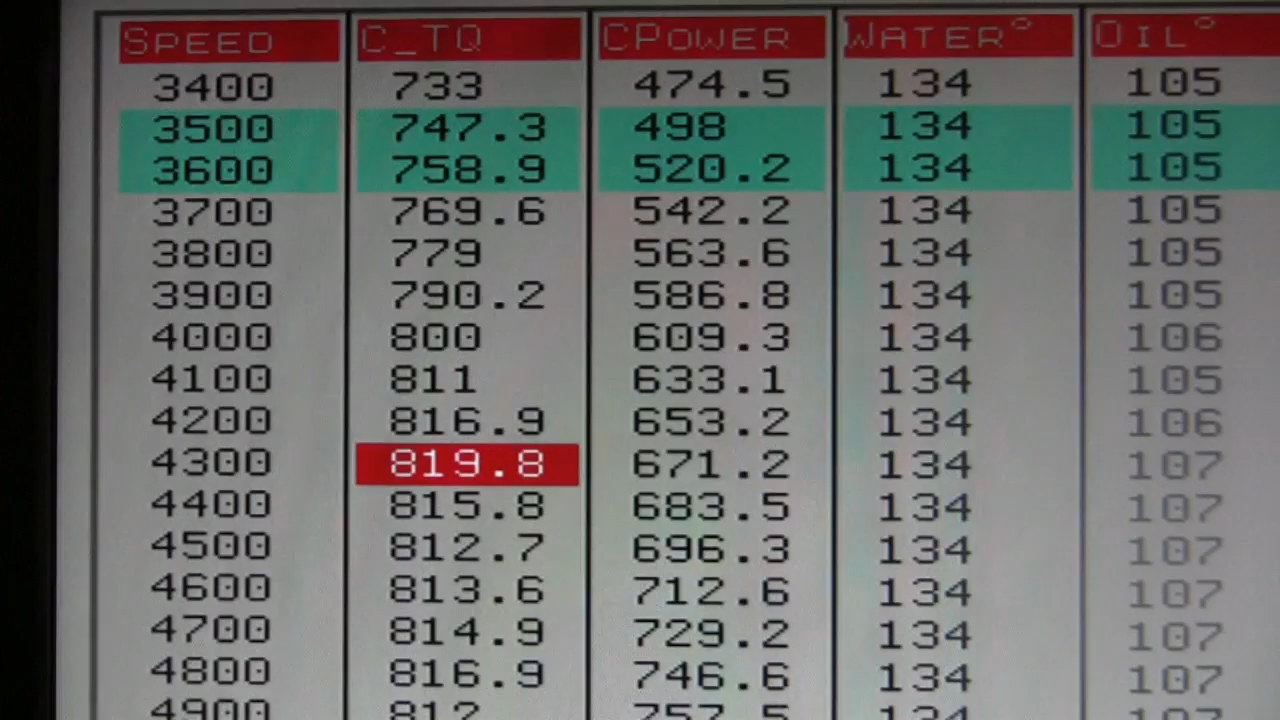 SPEED C_TQ CPOWER WATER° OIL°
3400 733 474.5 134 105
3500 747.3 498 134 105
3600 758.9 520.2 134 105
3700 769.6 542.2 134 105
3800 779 563.6 134 105
3900 790.2 586.8 134 105
4000 800 609.3 134 106
4100 811 633.1 134 105
4200 816.9 653.2 134 106
4300 819.8 671.2 134 107
4400 815.8 683.5 134 107
4500 812.7 696.3 134 107
4600 813.6 712.6 134 107
4700 814.9 729.2 134 107
4800 816.9 746.6 134 107
4900 812 757.5 134 107